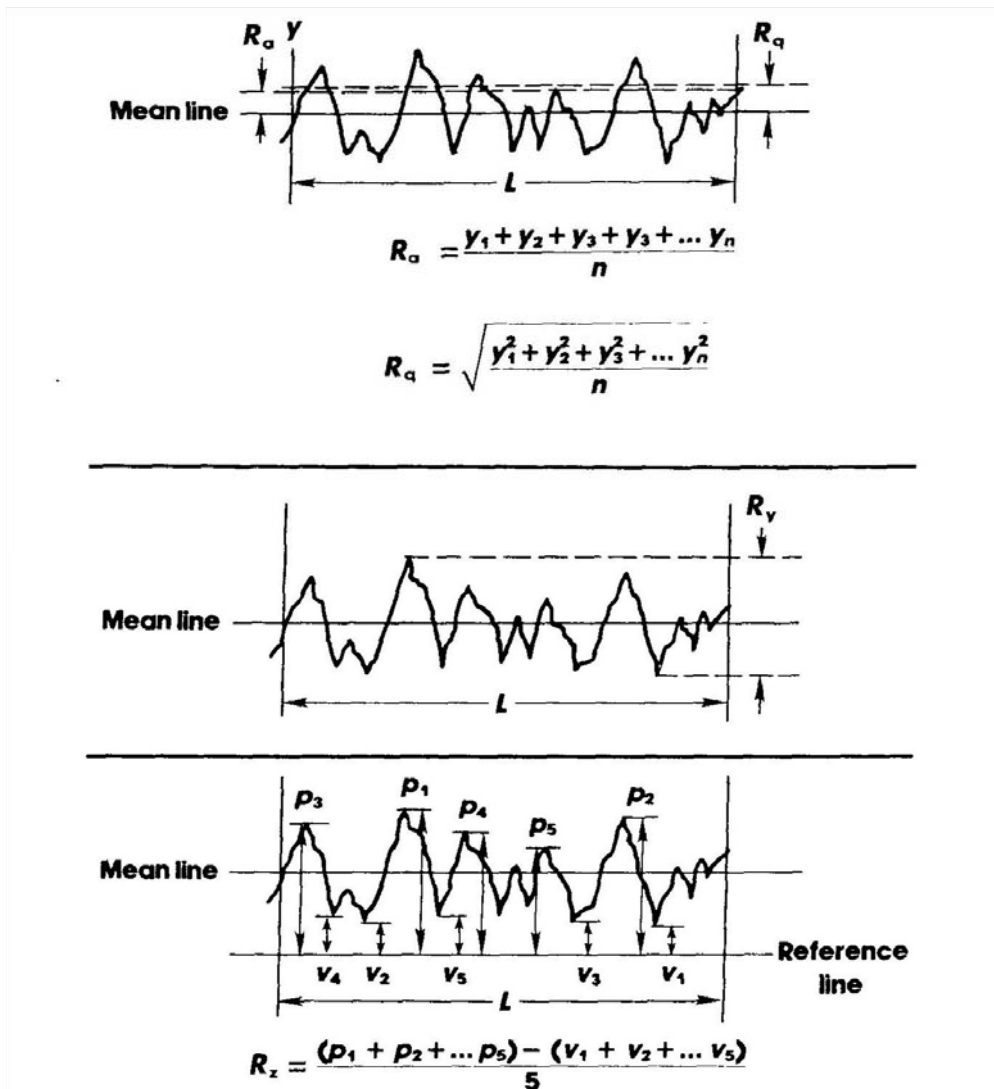 Rₐ y R_q
Mean line
L
Rₐ = (y₁ + y₂ + y₃ + y₃ + ... yₙ) / n
R_q = √((y₁² + y₂² + y₃² + ... yₙ²) / n)
R_y
Mean line
L
p₃ p₁ p₄ p₅ p₂
Mean line
Reference line
v₄ v₂ v₅ v₃ v₁
L
R_z = ((p₁ + p₂ + ... p₅) – (v₁ + v₂ + ... v₅)) / 5